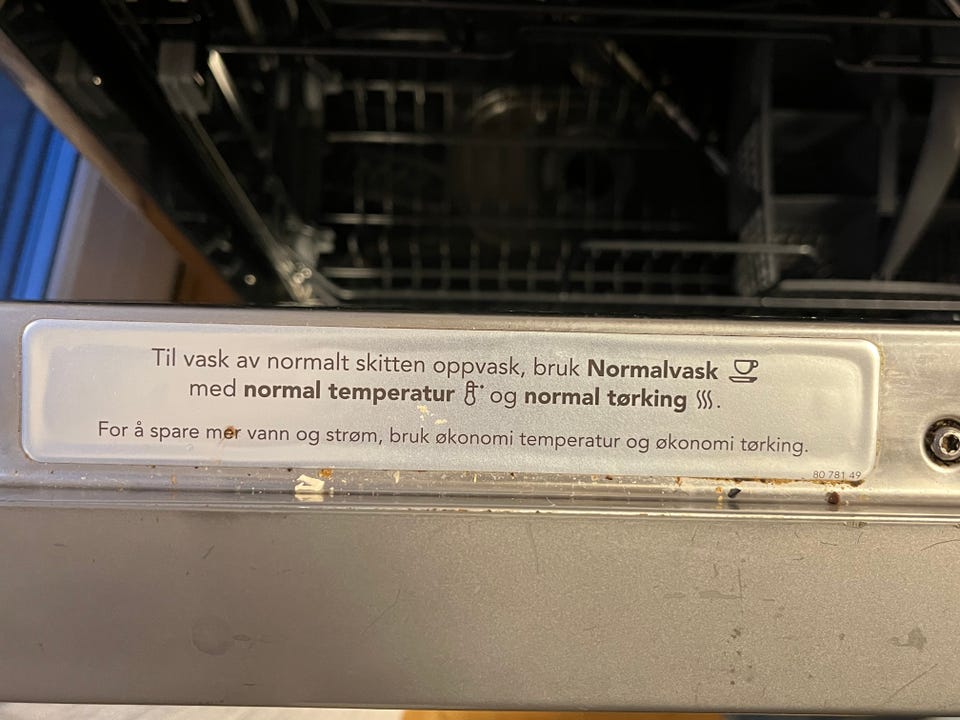 Til vask av normalt skitten oppvask, bruk Normalvask
med normal temperatur og normal tørking.
For å spare mer vann og strøm, bruk økonomi temperatur og økonomi tørking.
80 781 49